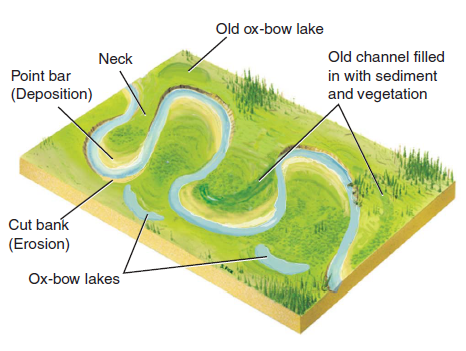 Old ox-bow lake
Neck
Old channel filled
in with sediment
and vegetation
Point bar
(Deposition)
Cut bank
(Erosion)
Ox-bow lakes